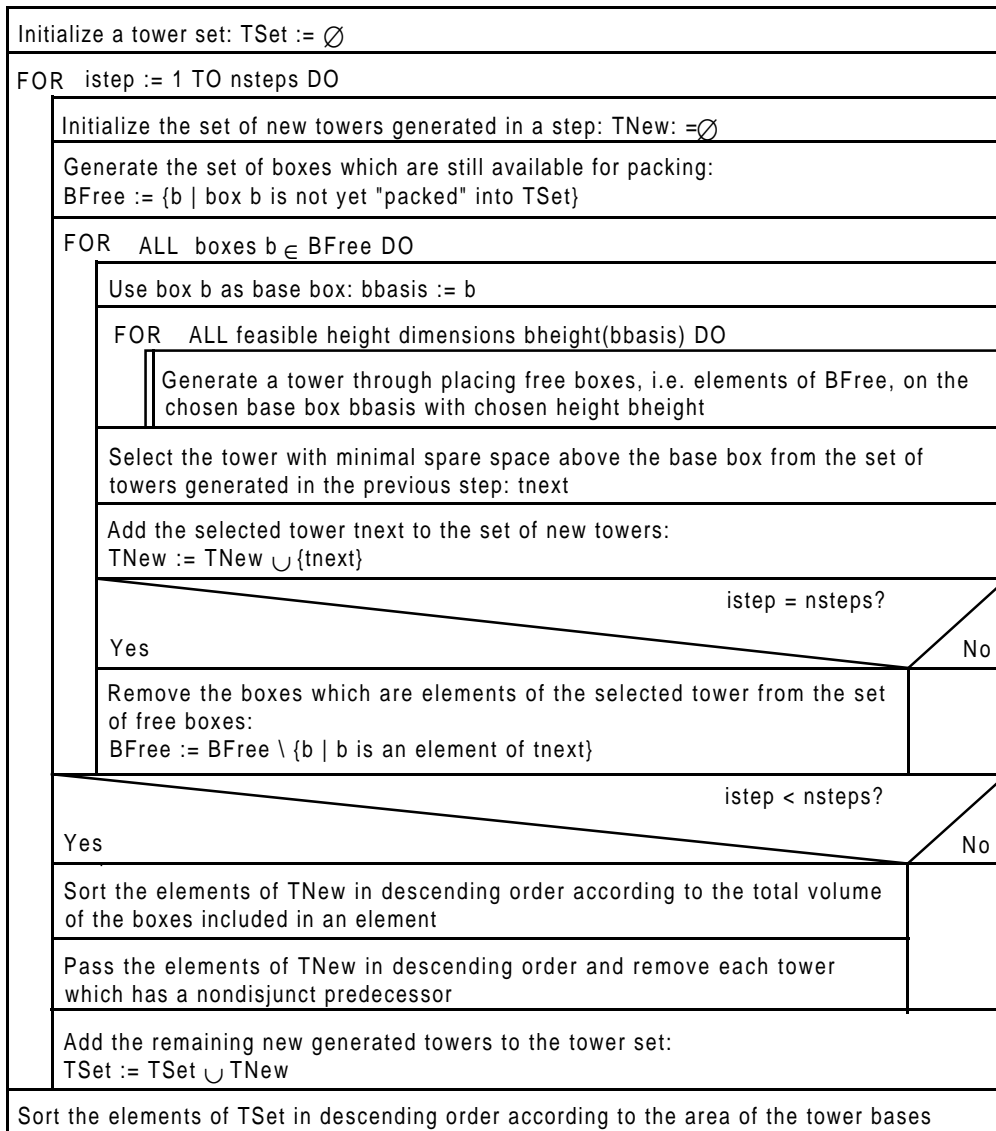 Initialize a tower set: TSet := ∅
FOR istep := 1 TO nsteps DO
Initialize the set of new towers generated in a step: TNew: =∅
Generate the set of boxes which are still available for packing:
BFree := {b | box b is not yet "packed" into TSet}
FOR ALL boxes b ∈ BFree DO
Use box b as base box: bbasis := b
FOR ALL feasible height dimensions bheight(bbasis) DO
Generate a tower through placing free boxes, i.e. elements of BFree, on the
chosen base box bbasis with chosen height bheight
Select the tower with minimal spare space above the base box from the set of
towers generated in the previous step: tnext
Add the selected tower tnext to the set of new towers:
TNew := TNew ∪ {tnext}
istep = nsteps?
Yes No
Remove the boxes which are elements of the selected tower from the set
of free boxes:
BFree := BFree \ {b | b is an element of tnext}
istep < nsteps?
Yes No
Sort the elements of TNew in descending order according to the total volume
of the boxes included in an element
Pass the elements of TNew in descending order and remove each tower
which has a nondisjunct predecessor
Add the remaining new generated towers to the tower set:
TSet := TSet ∪ TNew
Sort the elements of TSet in descending order according to the area of the tower bases